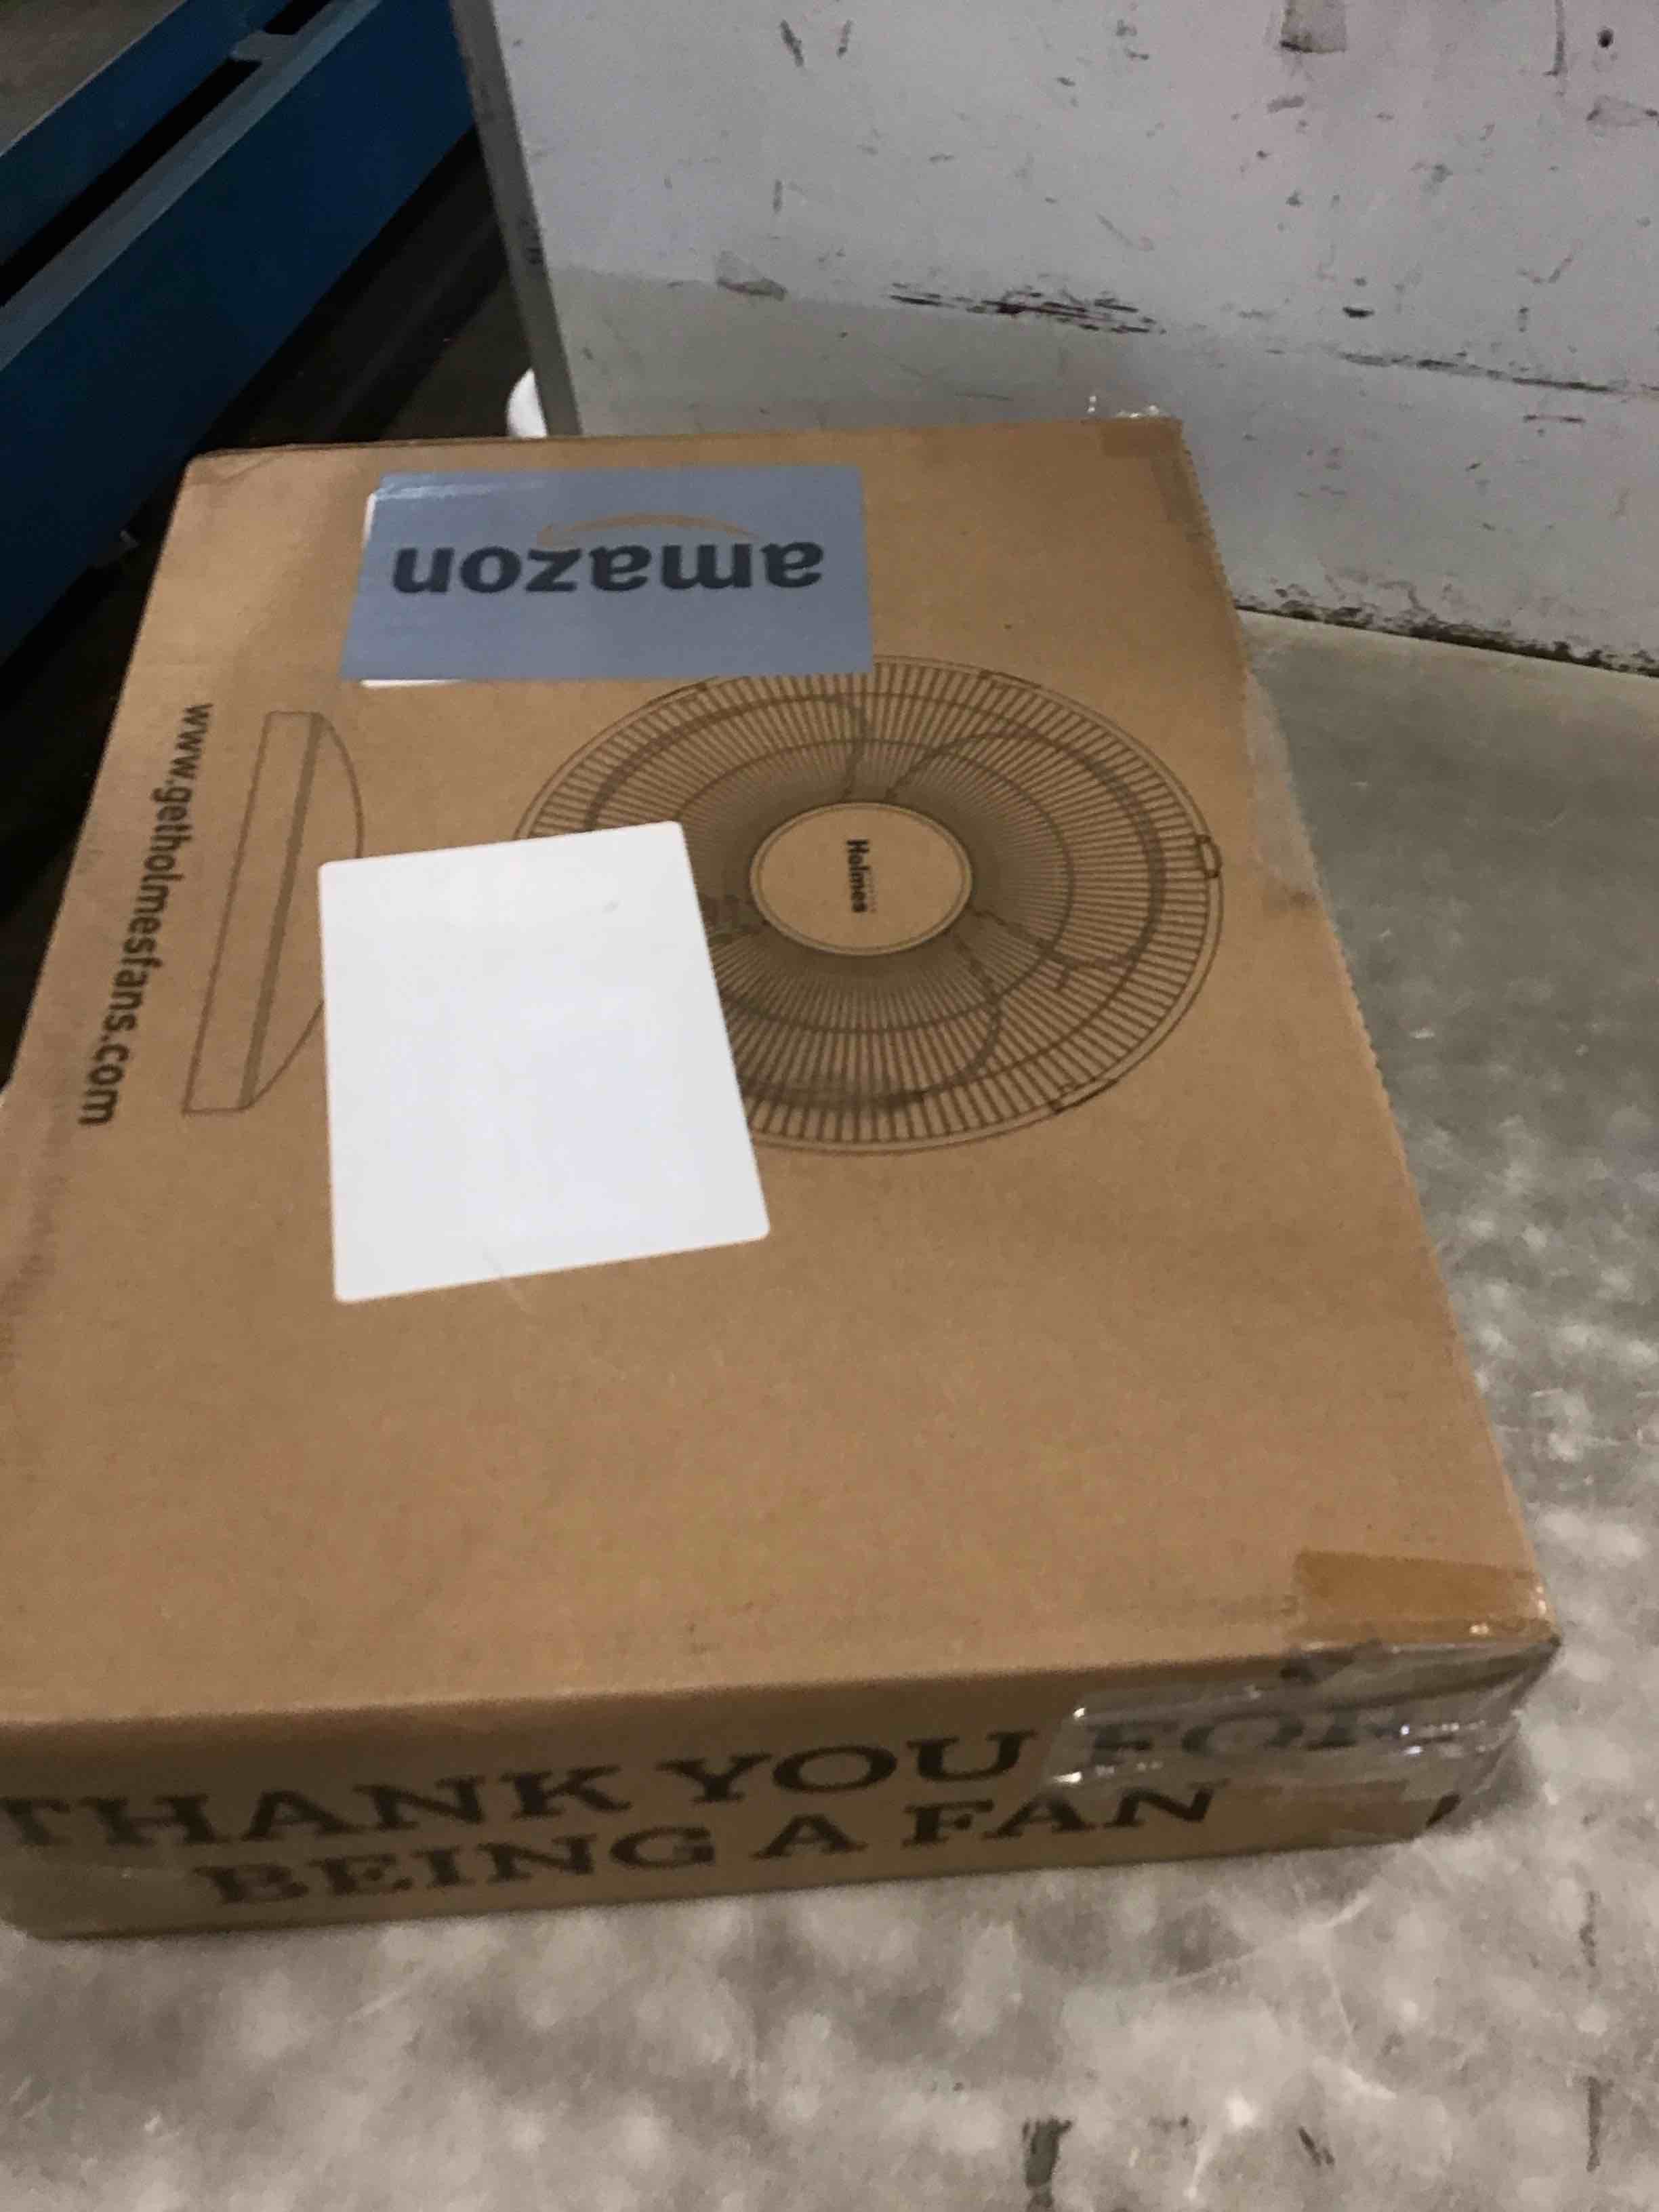 amazon
www.getholmesfans.com
Holmes
THANK YOU FOR
BEING A FAN